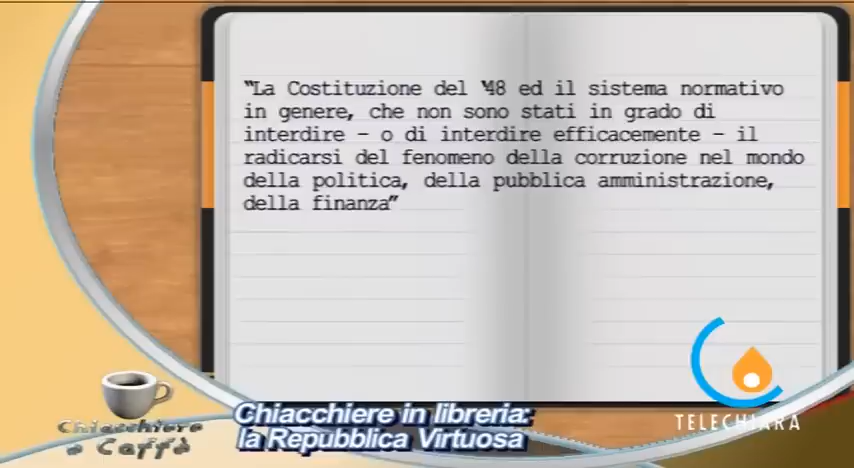 "La Costituzione del '48 ed il sistema normativo
in genere, che non sono stati in grado di
interdire – o di interdire efficacemente – il
radicarsi del fenomeno della corruzione nel mondo
della politica, della pubblica amministrazione,
della finanza"
Chiacchiere
e Caffè
Chiacchiere in libreria:
la Repubblica Virtuosa
TELECHIARA